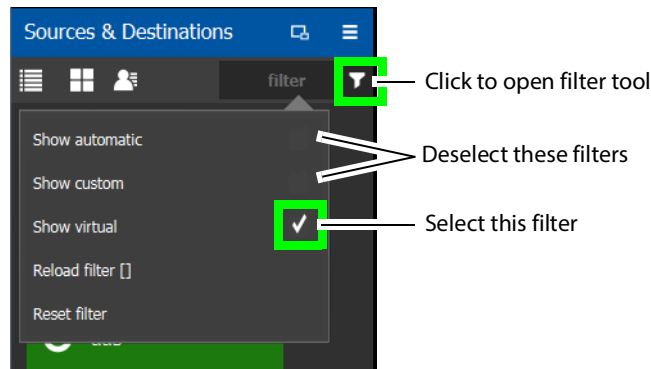 Sources & Destinations
filter
Click to open filter tool
Show automatic
Deselect these filters
Show custom
Show virtual
Select this filter
Reload filter []
Reset filter